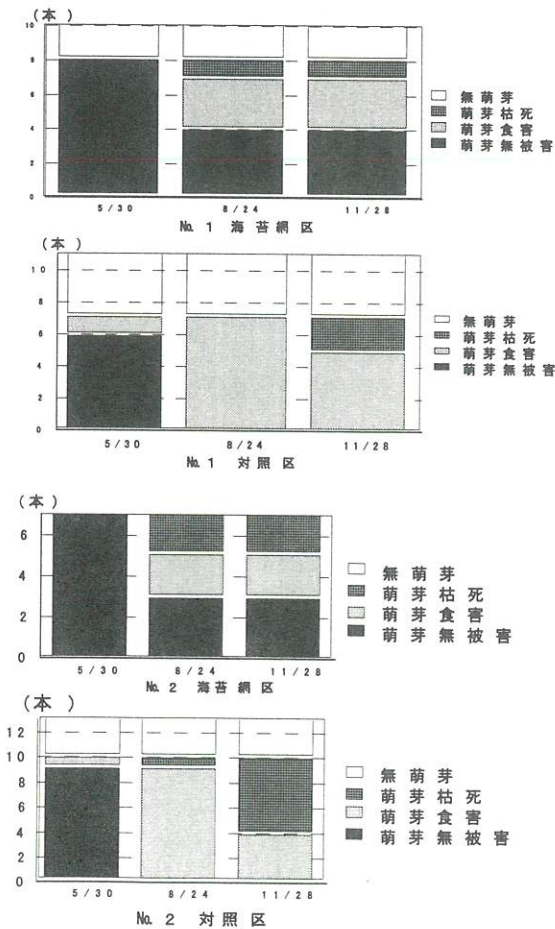 (本)
10
8
6
4
2
0
5/30 8/24 11/28
無萌芽
萌芽枯死
萌芽食害
萌芽無被害
No. 1 海苔網区
(本)
10
8
6
4
2
0
5/30 8/24 11/28
無萌芽
萌芽枯死
萌芽食害
萌芽無被害
No. 1 対照区
(本)
6
4
2
0
5/30 8/24 11/28
無萌芽
萌芽枯死
萌芽食害
萌芽無被害
No. 2 海苔網区
(本)
12
10
8
6
4
2
0
5/30 8/24 11/28
無萌芽
萌芽枯死
萌芽食害
萌芽無被害
No. 2 対照区